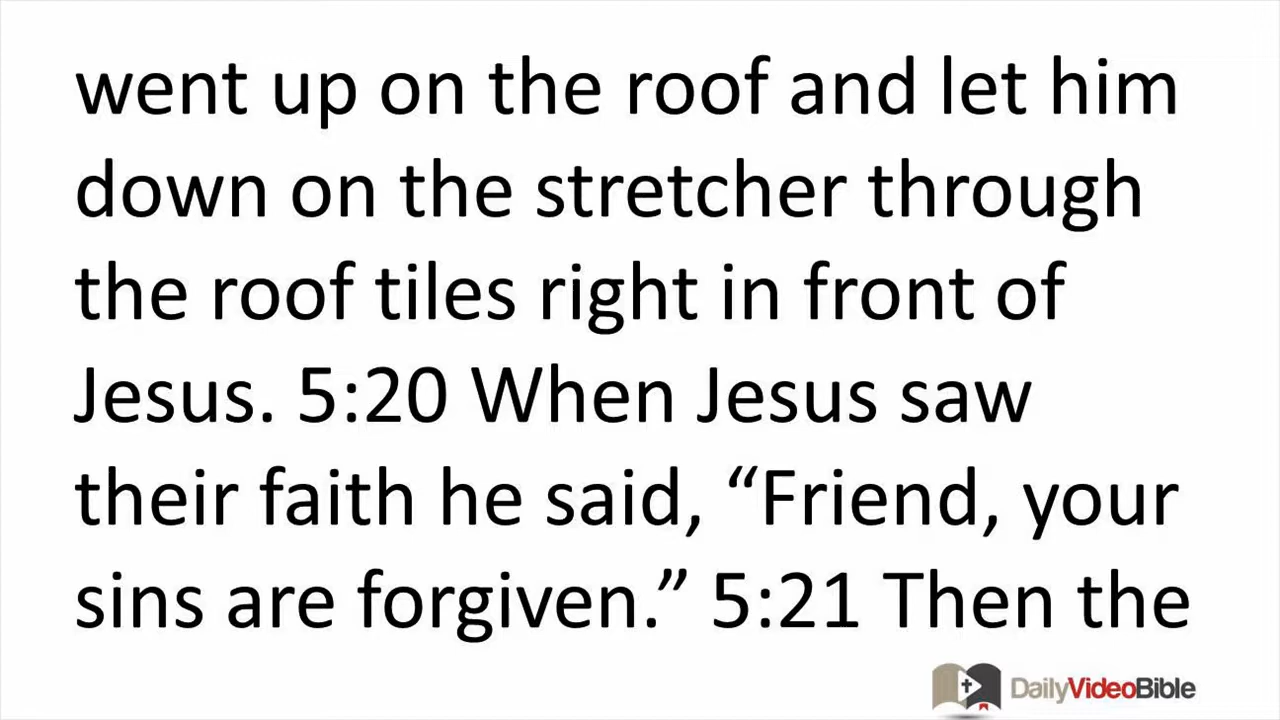 went up on the roof and let him
down on the stretcher through
the roof tiles right in front of
Jesus. 5:20 When Jesus saw
their faith he said, “Friend, your
sins are forgiven.” 5:21 Then the
DailyVideoBible